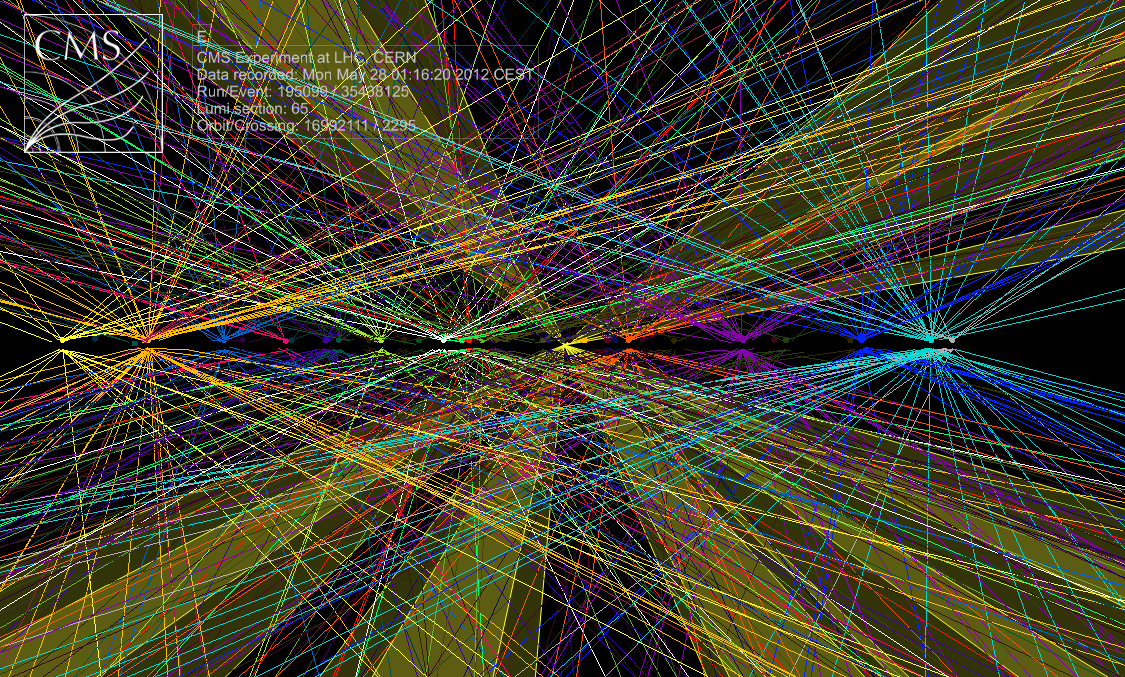 CMS
E
CMS Experiment at LHC, CERN
Data recorded: Mon May 28 01:16:20 2012 CEST
Run/Event: 195099 / 35438125
Lumi section: 65
Orbit/Crossing: 16992111 / 2295